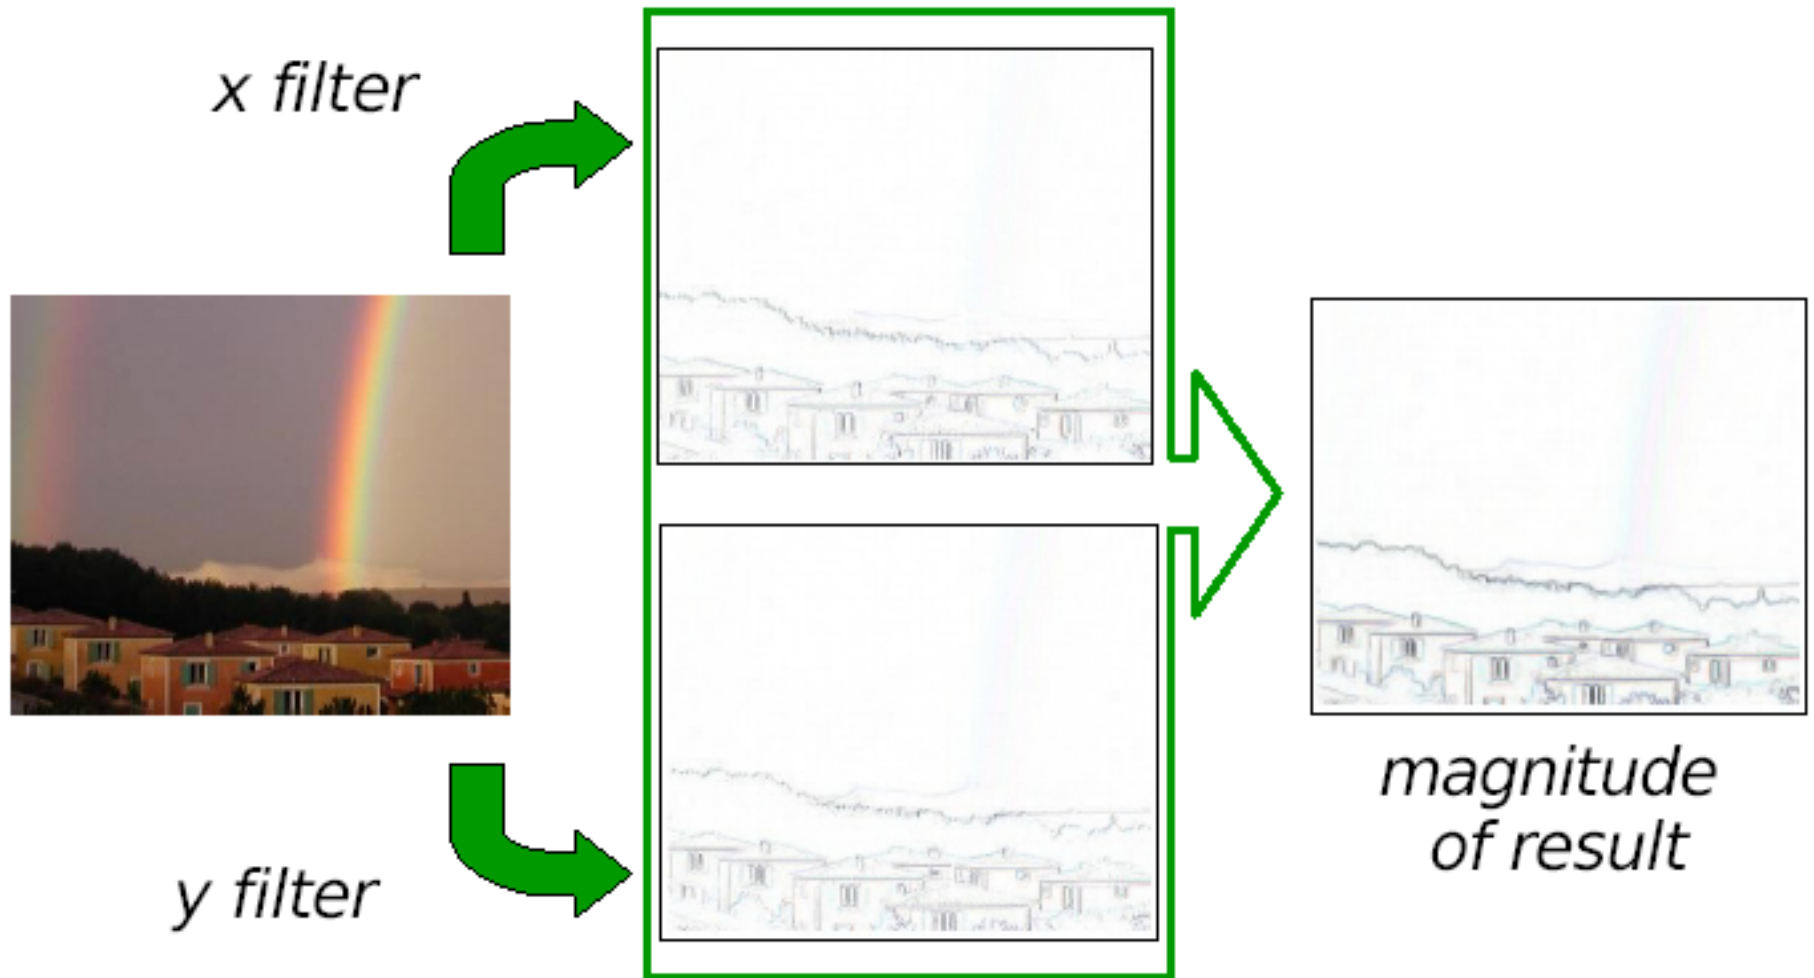 x filter
y filter
magnitude
of result